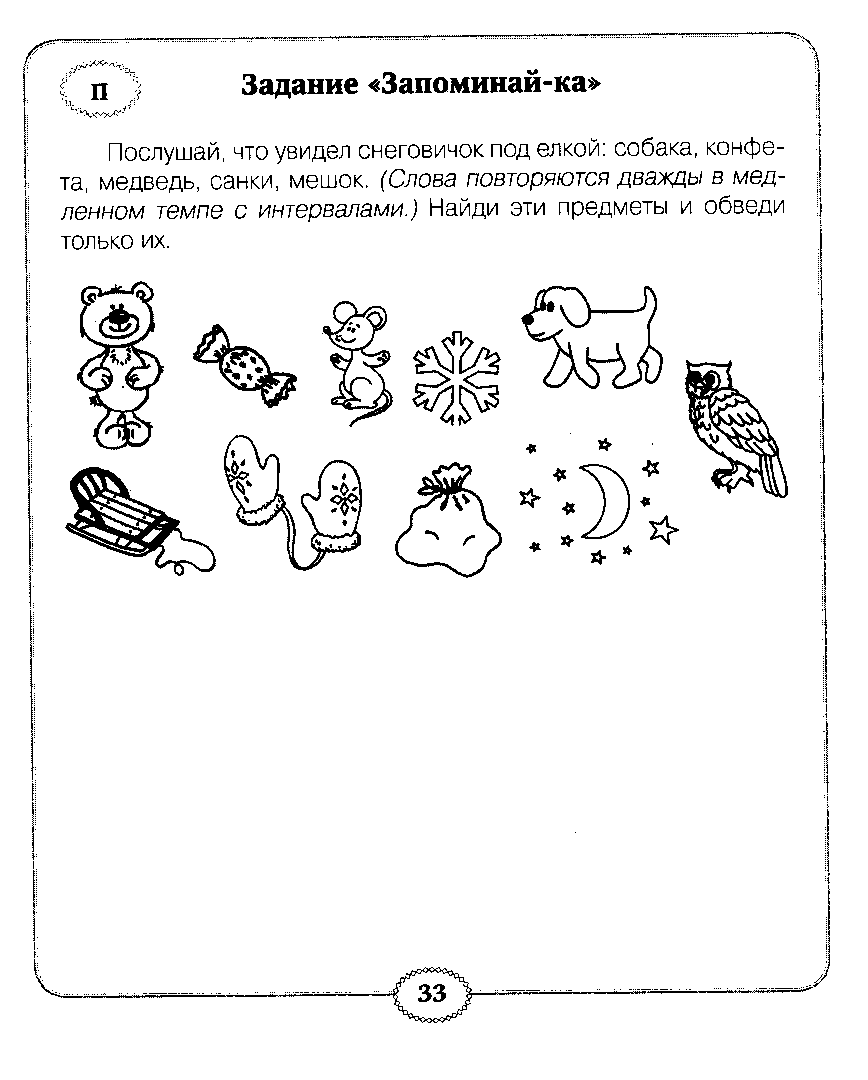 П
Задание «Запоминай-ка»
Послушай, что увидел снеговичок под елкой: собака, конфе-
та, медведь, санки, мешок. (Слова повторяются дважды в мед-
ленном темпе с интервалами.) Найди эти предметы и обведи
только их.
33